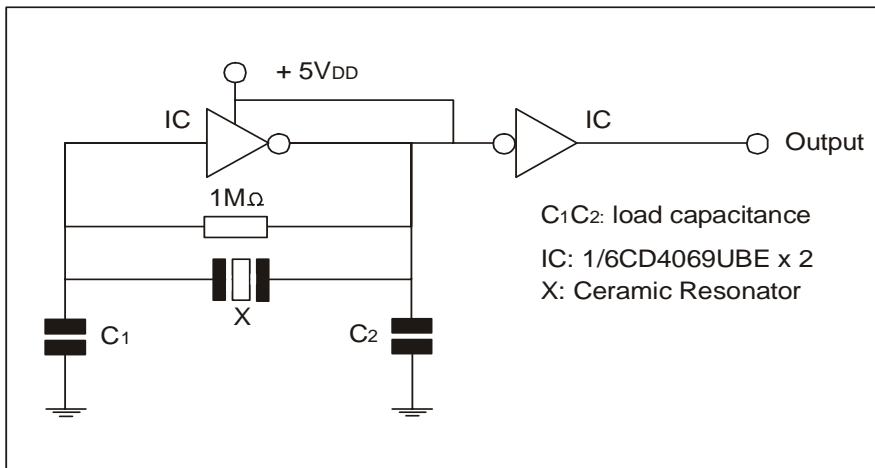 + 5VDD
IC
IC
Output
1MΩ
C1C2: load capacitance
IC: 1/6CD4069UBE x 2
X: Ceramic Resonator
X
C1
C2